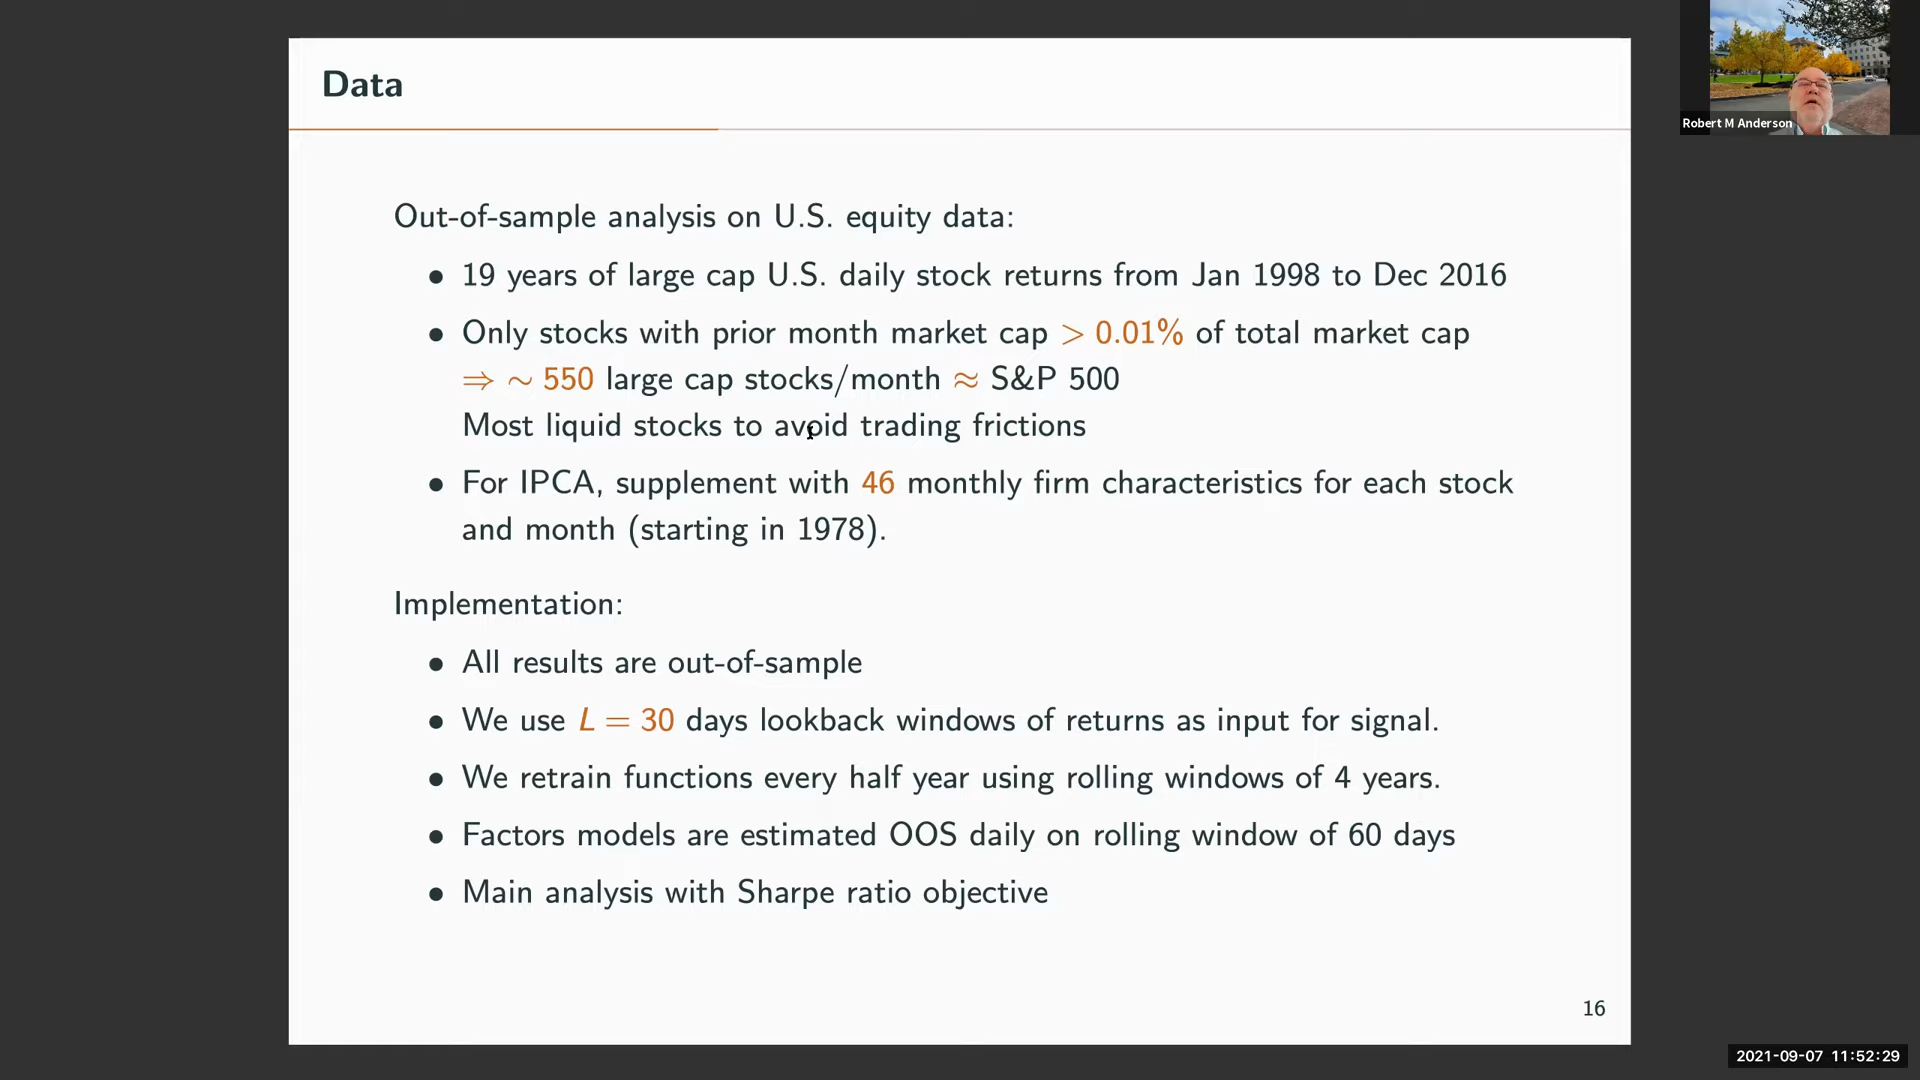 Data
Robert M Anderson
Out-of-sample analysis on U.S. equity data:
• 19 years of large cap U.S. daily stock returns from Jan 1998 to Dec 2016
• Only stocks with prior month market cap > 0.01% of total market cap
⇒ ∼ 550 large cap stocks/month ≈ S&P 500
Most liquid stocks to avoid trading frictions
• For IPCA, supplement with 46 monthly firm characteristics for each stock
and month (starting in 1978).
Implementation:
• All results are out-of-sample
• We use L = 30 days lookback windows of returns as input for signal.
• We retrain functions every half year using rolling windows of 4 years.
• Factors models are estimated OOS daily on rolling window of 60 days
• Main analysis with Sharpe ratio objective
16
2021-09-07 11:52:29